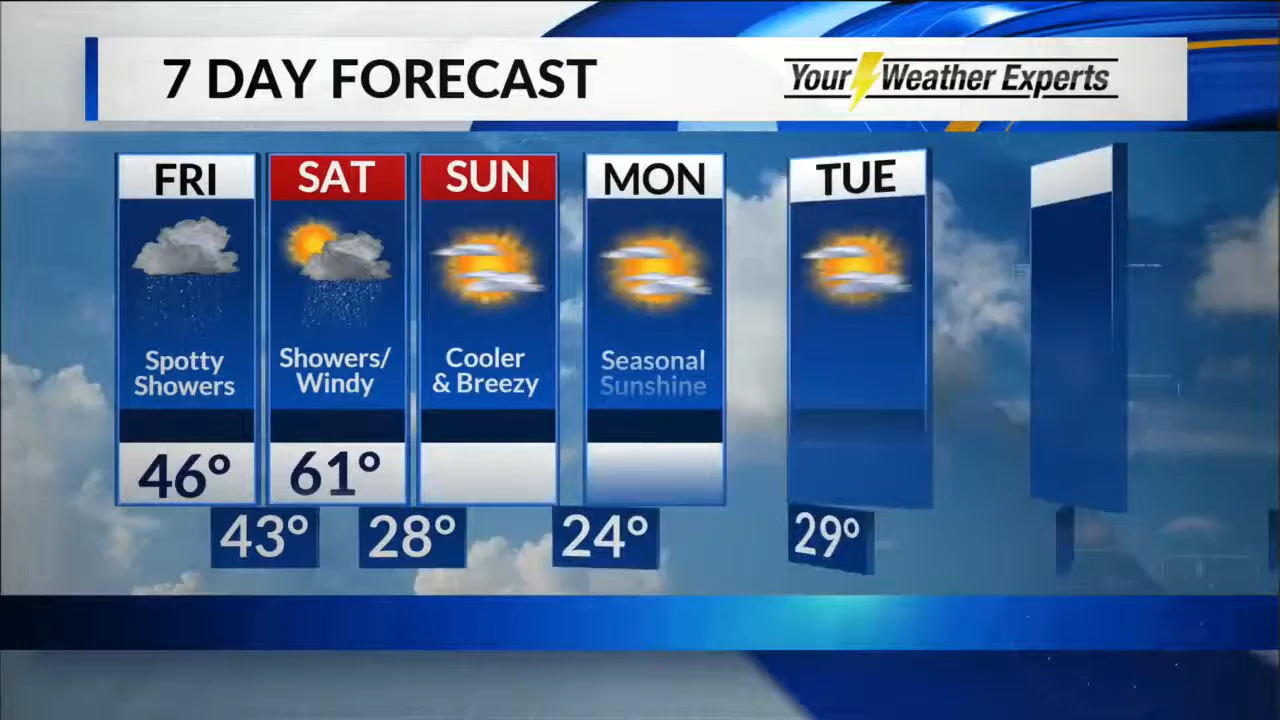 7 DAY FORECAST
Your Weather Experts
FRI
SAT
SUN
MON
TUE
Spotty
Showers
Showers/
Windy
Cooler
& Breezy
Seasonal
Sunshine
46°
61°
43°
28°
24°
29°